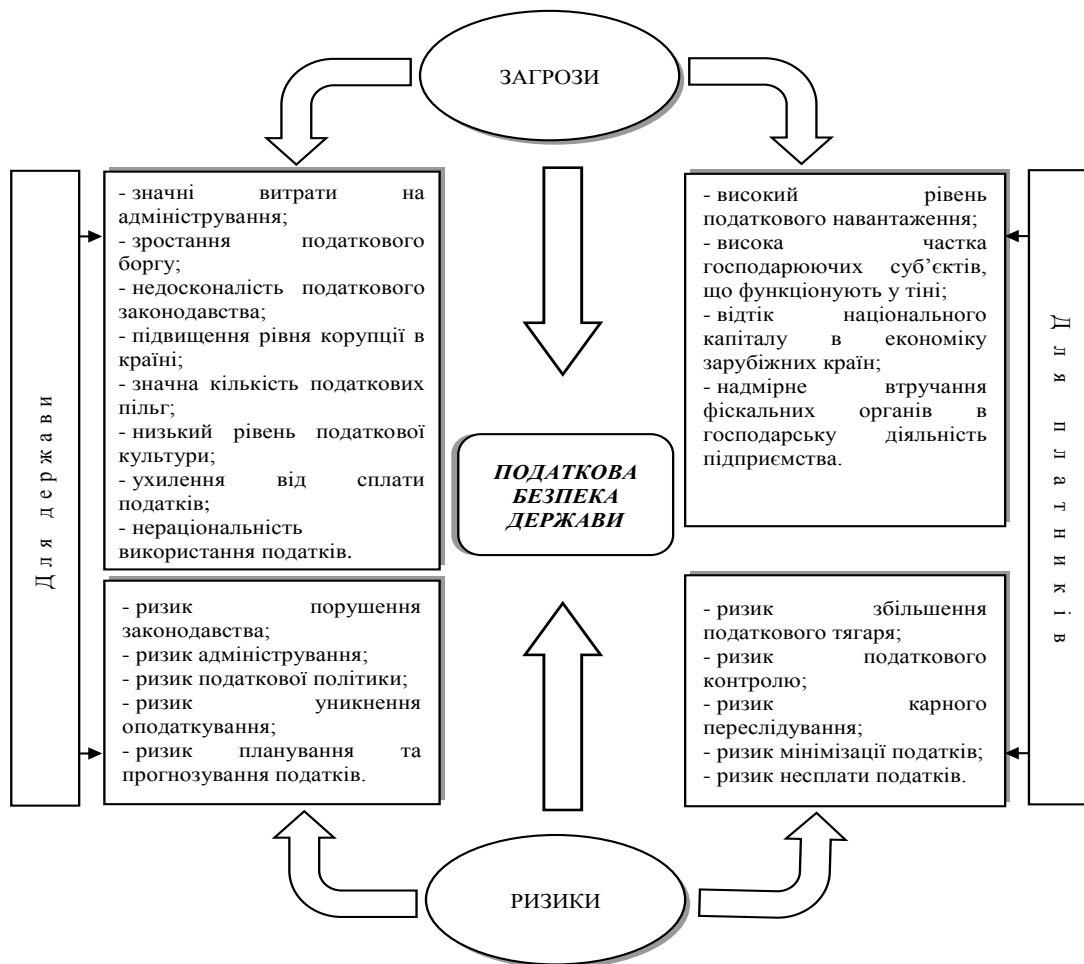 ЗАГРОЗИ
Для держави
- значні витрати на
адміністрування;
- зростання податкового
боргу;
- недосконалість податкового
законодавства;
- підвищення рівня корупції в
країні;
- значна кількість податкових
пільг;
- низький рівень податкової
культури;
- ухилення від сплати
податків;
- нераціональність
використання податків.
- високий рівень
податкового навантаження;
- висока частка
господарюючих суб’єктів,
що функціонують у тіні;
- відтік національного
капіталу в економіку
зарубіжних країн;
- надмірне втручання
фіскальних органів в
господарську діяльність
підприємства.
Для платників
ПОДАТКОВА
БЕЗПЕКА
ДЕРЖАВИ
- ризик порушення
законодавства;
- ризик адміністрування;
- ризик податкової політики;
- ризик уникнення
оподаткування;
- ризик планування та
прогнозування податків.
- ризик збільшення
податкового тягаря;
- ризик податкового
контролю;
- ризик карного
переслідування;
- ризик мінімізації податків;
- ризик несплати податків.
РИЗИКИ